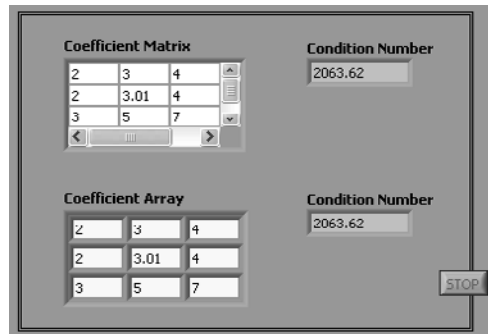 Coefficient Matrix
Condition Number
2 3 4
2063.62
2 3.01 4
3 5 7
Coefficient Array
Condition Number
2 3 4
2063.62
2 3.01 4
3 5 7
STOP